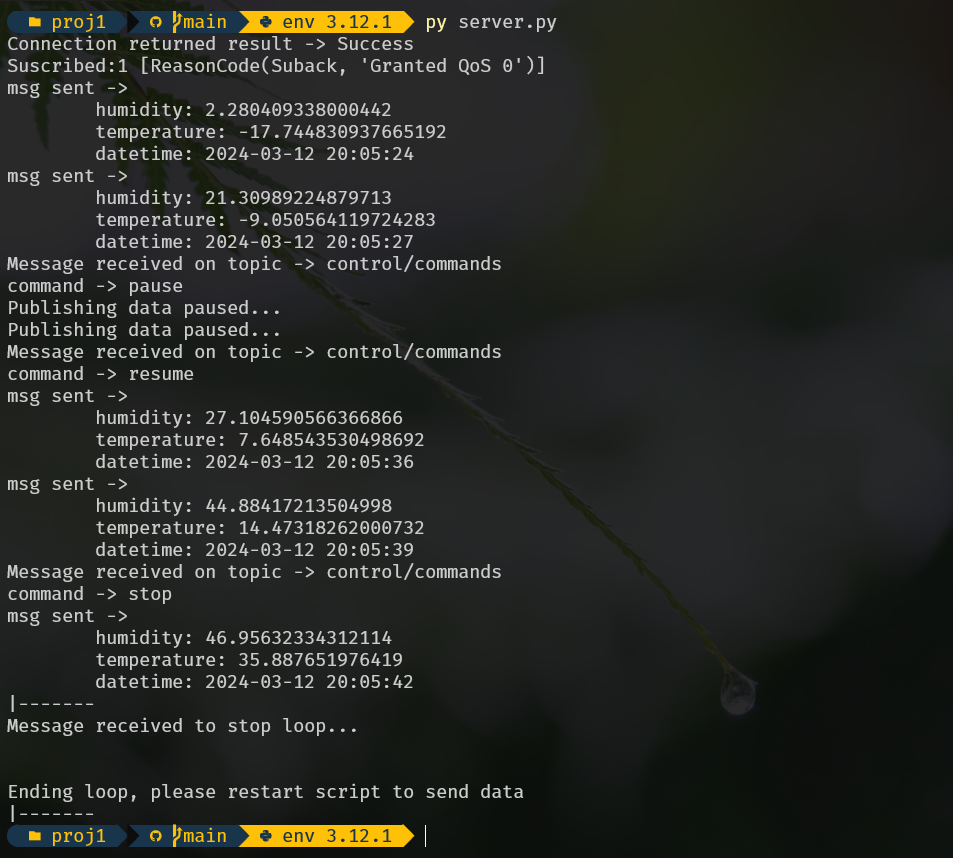 proj1 main env 3.12.1 py server.py
Connection returned result -> Success
Suscribed:1 [ReasonCode(Suback, 'Granted QoS 0')]
msg sent ->
humidity: 2.280409338000442
temperature: -17.744830937665192
datetime: 2024-03-12 20:05:24
msg sent ->
humidity: 21.30989224879713
temperature: -9.050564119724283
datetime: 2024-03-12 20:05:27
Message received on topic -> control/commands
command -> pause
Publishing data paused...
Publishing data paused...
Message received on topic -> control/commands
command -> resume
msg sent ->
humidity: 27.104590566366866
temperature: 7.648543530498692
datetime: 2024-03-12 20:05:36
msg sent ->
humidity: 44.88417213504998
temperature: 14.47318262000732
datetime: 2024-03-12 20:05:39
Message received on topic -> control/commands
command -> stop
msg sent ->
humidity: 46.95632334312114
temperature: 35.887651976419
datetime: 2024-03-12 20:05:42
|-------
Message received to stop loop...
Ending loop, please restart script to send data
|-------
proj1 main env 3.12.1